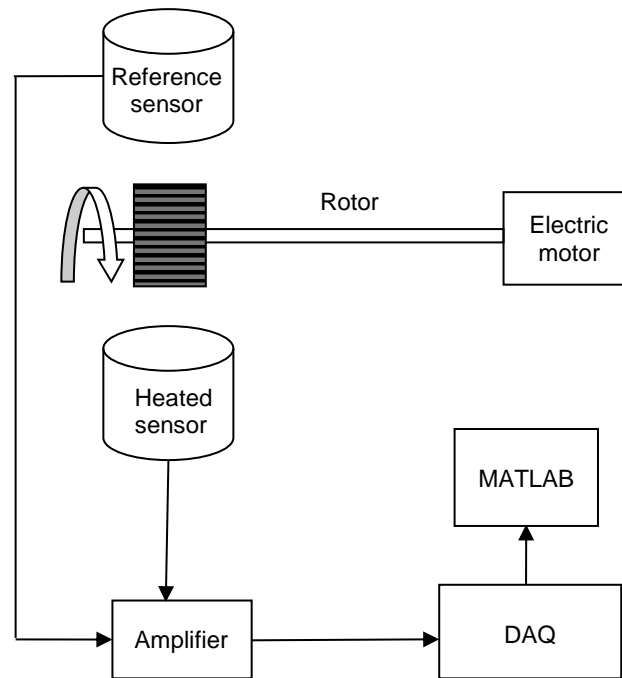 Reference
sensor
Rotor
Electric
motor
Heated
sensor
MATLAB
Amplifier
DAQ